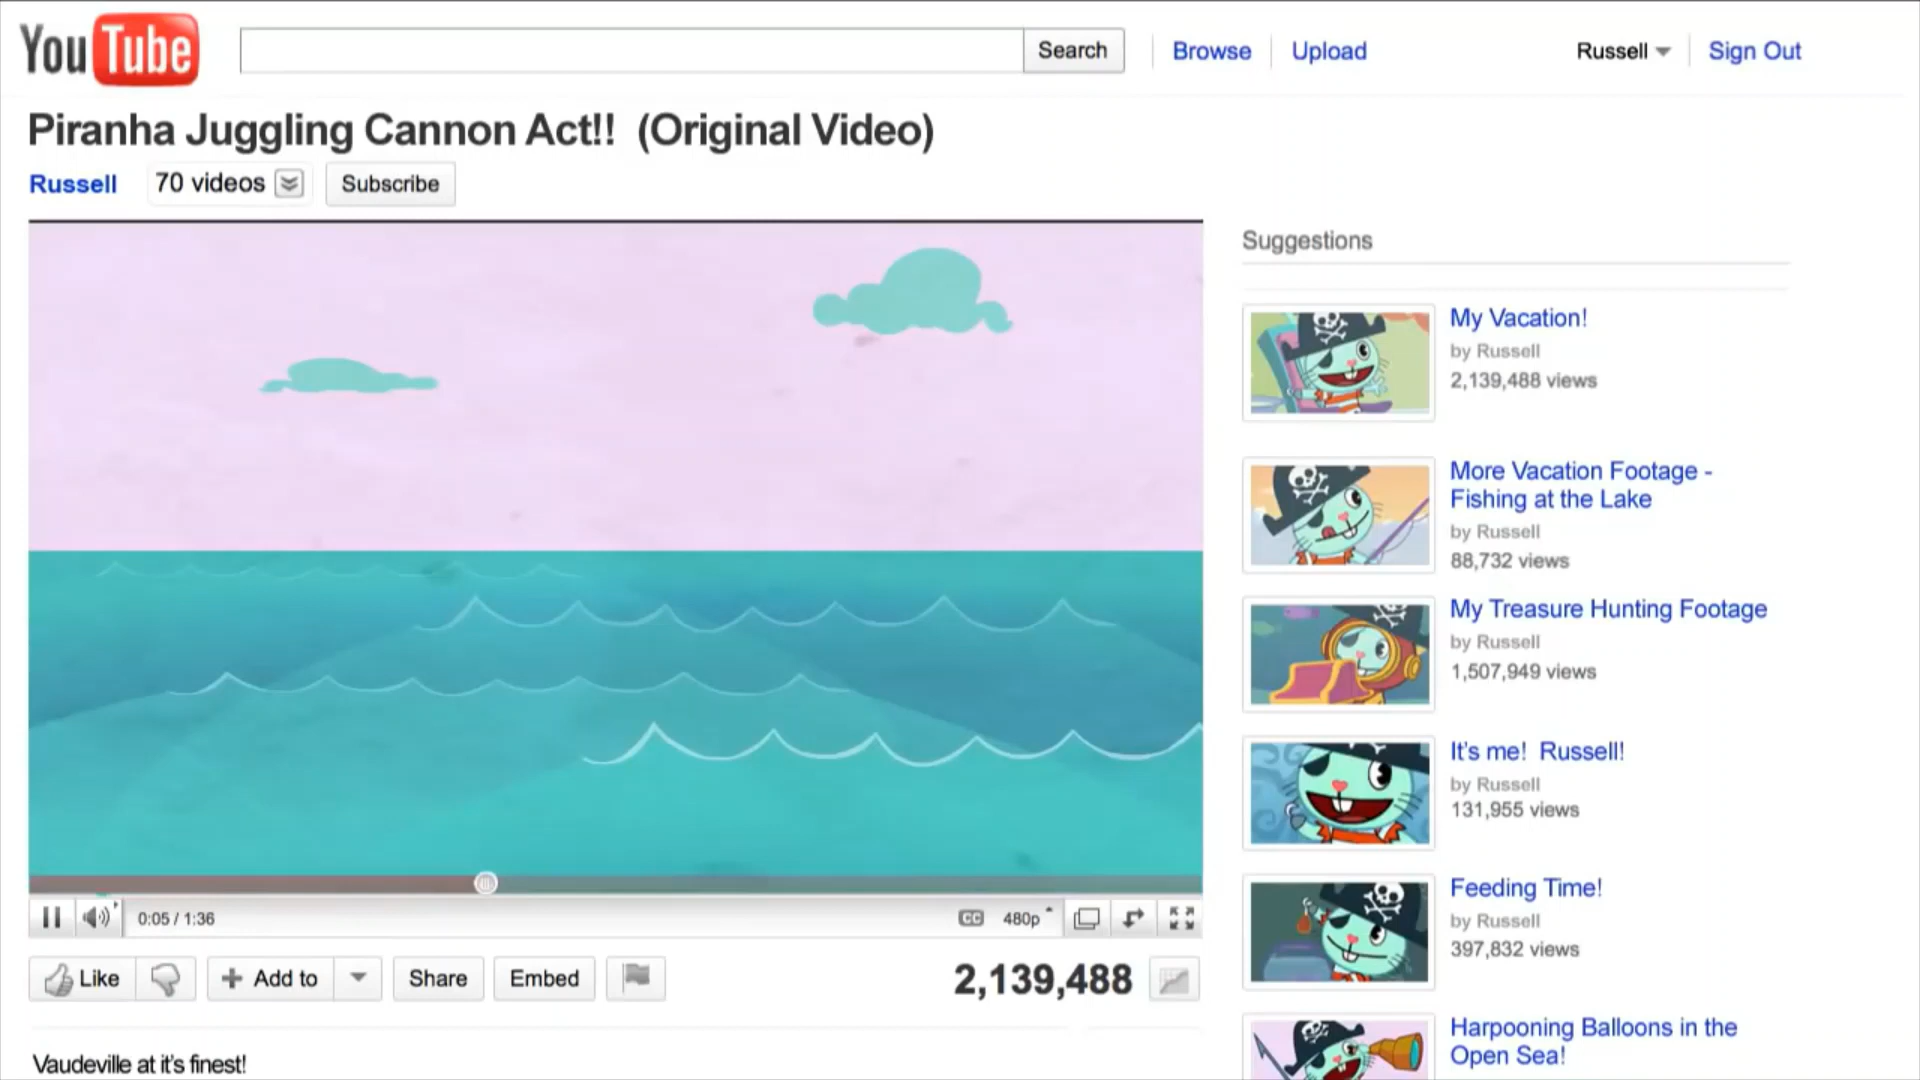 YouTube
Search
Browse
Upload
Russell
Sign Out
Piranha Juggling Cannon Act!!  (Original Video)
Russell
70 videos
Subscribe
Suggestions
My Vacation!
by Russell
2,139,488 views
More Vacation Footage -
Fishing at the Lake
by Russell
88,732 views
My Treasure Hunting Footage
by Russell
1,507,949 views
It's me!  Russell!
by Russell
131,955 views
Feeding Time!
by Russell
397,832 views
Harpooning Balloons in the
Open Sea!
0:05 / 1:36
CC
480p
Like
Add to
Share
Embed
2,139,488
Vaudeville at it's finest!